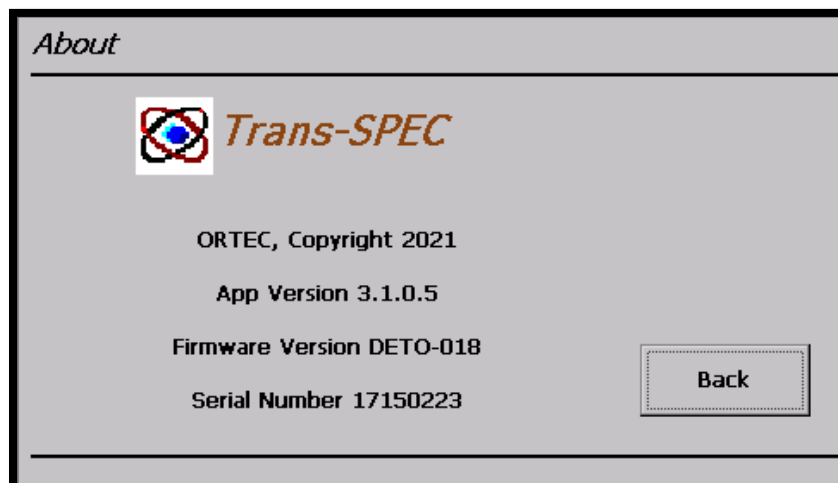 About
Trans-SPEC
ORTEC, Copyright 2021
App Version 3.1.0.5
Firmware Version DETO-018
Serial Number 17150223
Back